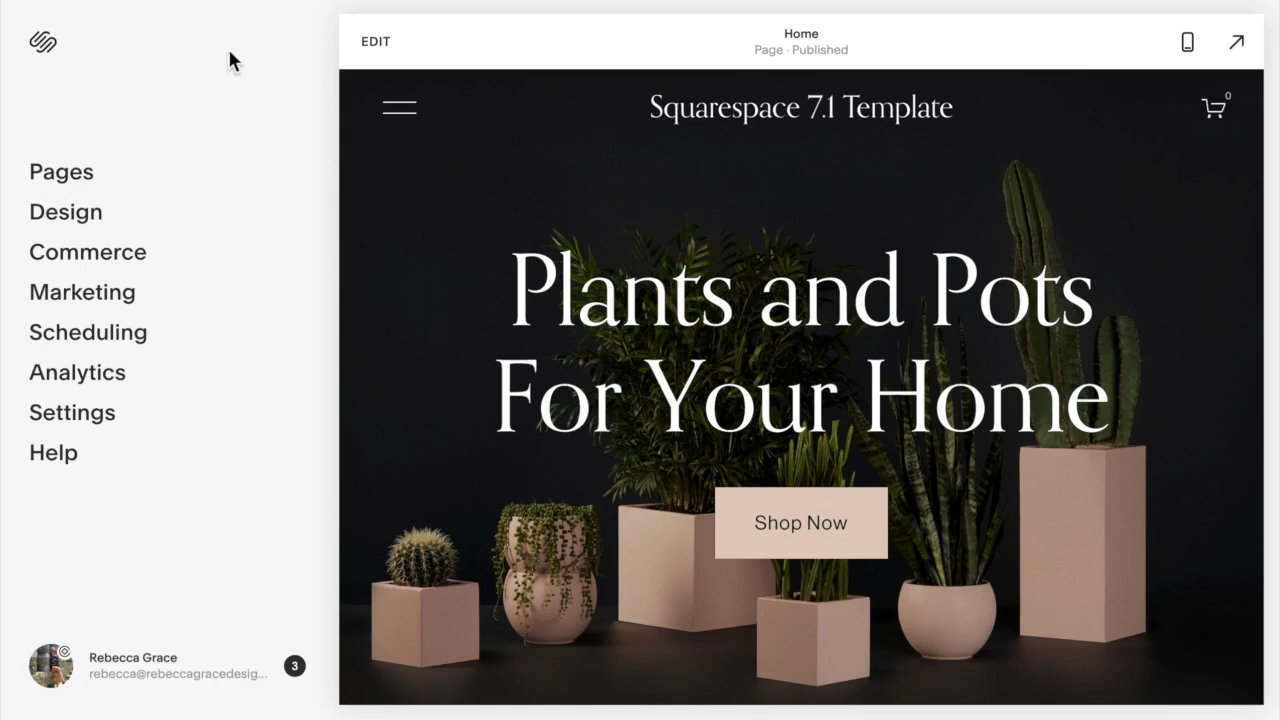 Pages
Design
Commerce
Marketing
Scheduling
Analytics
Settings
Help
Rebecca Grace
rebecca@rebeccagracedesig...
3
EDIT
Home
Page · Published
Squarespace 7.1 Template
0
Plants and Pots
For Your Home
Shop Now